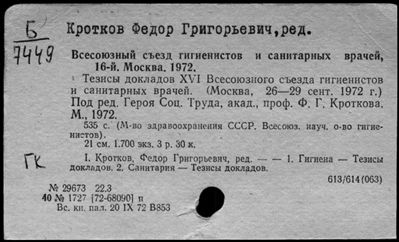 Б
7449
Кротков Федор Григорьевич, ред.
Всесоюзный съезд гигиенистов и санитарных врачей,
16-й. Москва. 1972.
Тезисы докладов XVI Всесоюзного съезда гигиенистов
и санитарных врачей. (Москва, 26—29 сент. 1972 г.)
Под ред. Героя Соц. Труда, акад., проф. Ф. Г. Кроткова.
М., 1972.
535 с. (М-во здравоохранения СССР. Всесоюз. науч. о-во гигие-
нистов).
21 см. 1.700 экз. 3 р. 30 к.
ГК
1. Кротков, Федор Григорьевич, ред. — — 1. Гигиена — Тезисы
докладов. 2. Санитария — Тезисы докладов.
613/614(063)
№ 29673 22.3
40 № 1727 [72-68090] п
Вс. кн. пал. 20 IX 72 В853